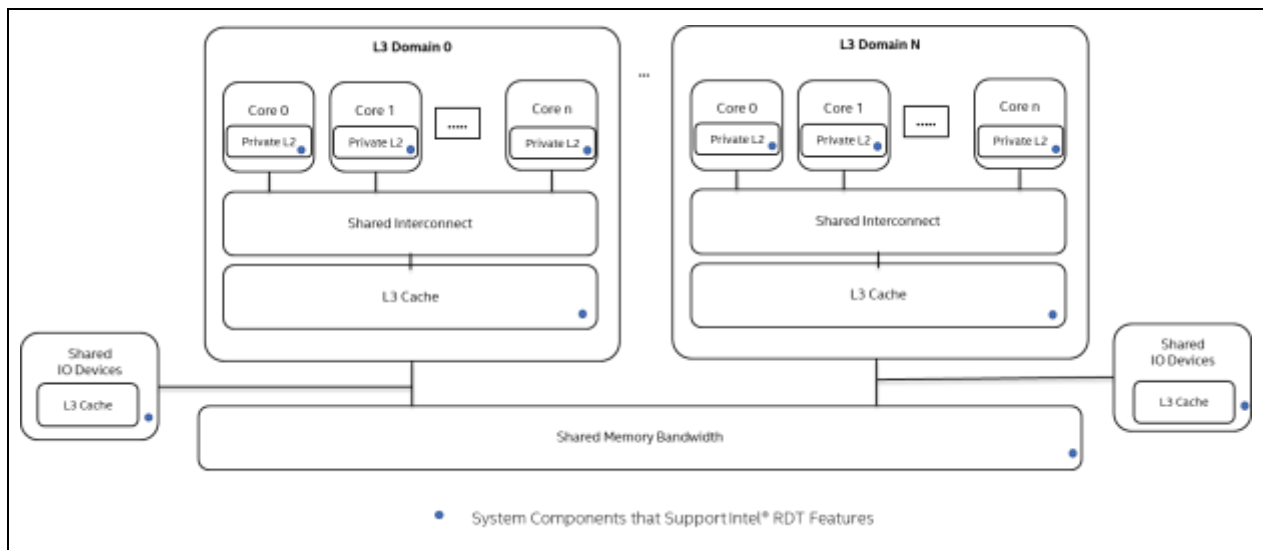 L3 Domain 0
Core 0
Private L2
Core 1
Private L2
.....
Core n
Private L2
Shared Interconnect
L3 Cache
...
L3 Domain N
Core 0
Private L2
Core 1
Private L2
.....
Core n
Private L2
Shared Interconnect
L3 Cache
Shared
IO Devices
L3 Cache
Shared
IO Devices
L3 Cache
Shared Memory Bandwidth
System Components that Support Intel® RDT Features